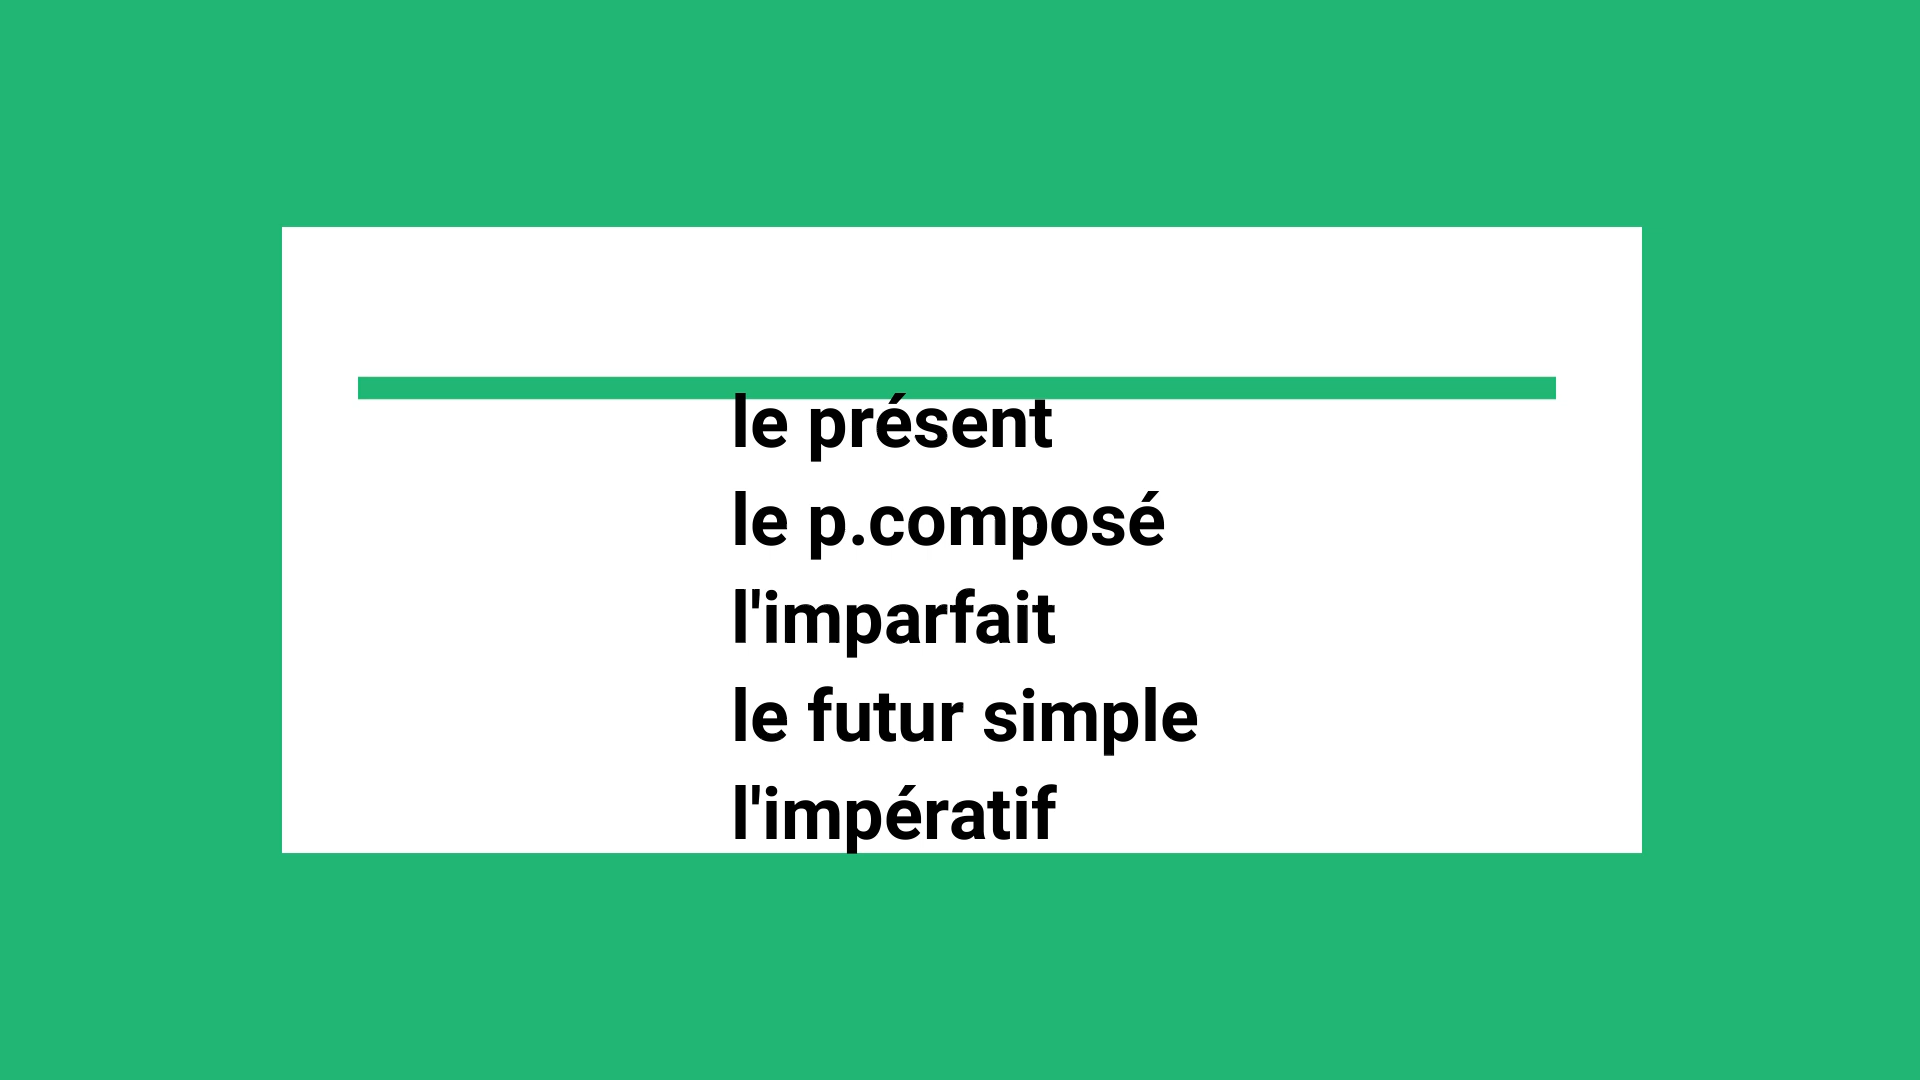 le présent
le p.composé
l'imparfait
le futur simple
l'impératif